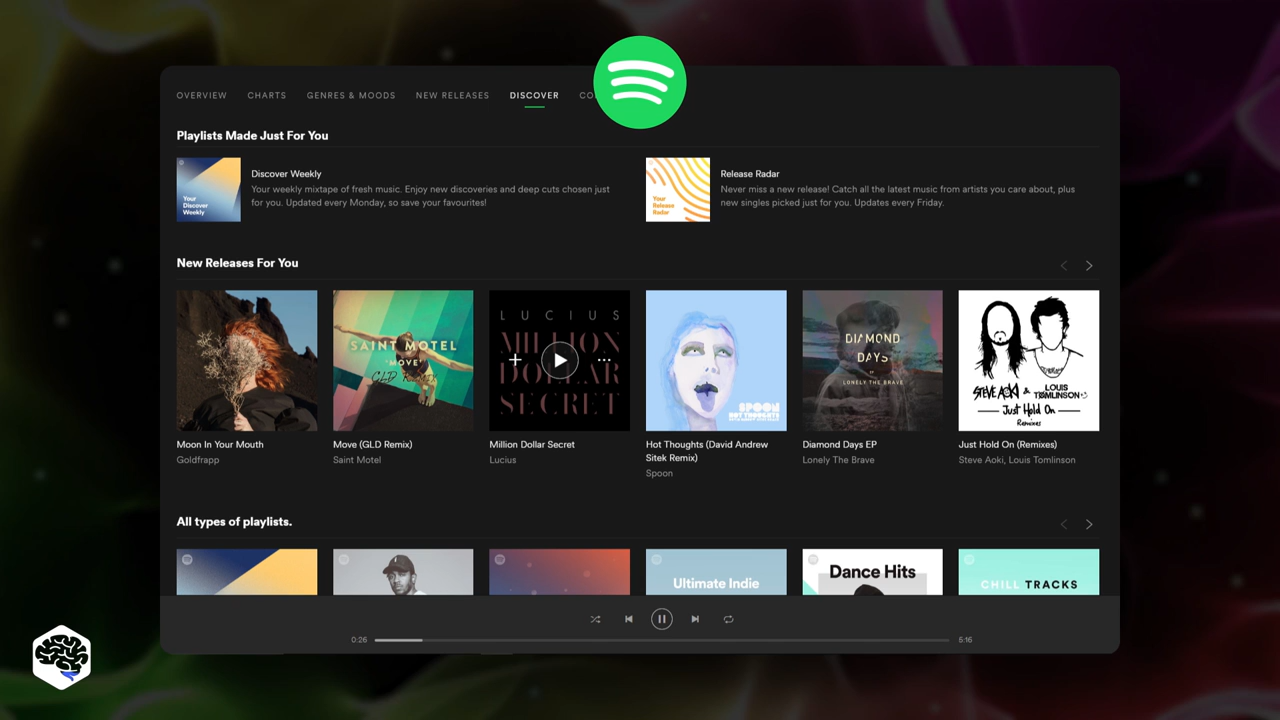 OVERVIEW CHARTS GENRES & MOODS NEW RELEASES DISCOVER CO
Playlists Made Just For You
Your
Discover
Weekly
Discover Weekly
Your weekly mixtape of fresh music. Enjoy new discoveries and deep cuts chosen just
for you. Updated every Monday, so save your favourites!
Your
Release
Radar
Release Radar
Never miss a new release! Catch all the latest music from artists you care about, plus
new singles picked just for you. Updates every Friday.
New Releases For You
SAINT MOTEL
"MOVE"
GLD REMIX
LUCIUS
MILLION
DOLLAR
SECRET
SPOON
HOT THOUGHTS
DIAMOND
DAYS
LONELY THE BRAVE
STEVE AOKI & LOUIS
TOMLINSON
Just Hold On
Remixes
Moon In Your Mouth
Goldfrapp
Move (GLD Remix)
Saint Motel
Million Dollar Secret
Lucius
Hot Thoughts (David Andrew
Sitek Remix)
Spoon
Diamond Days EP
Lonely The Brave
Just Hold On (Remixes)
Steve Aoki, Louis Tomlinson
All types of playlists.
Ultimate Indie
Dance Hits
CHILL TRACKS
0:26
5:16